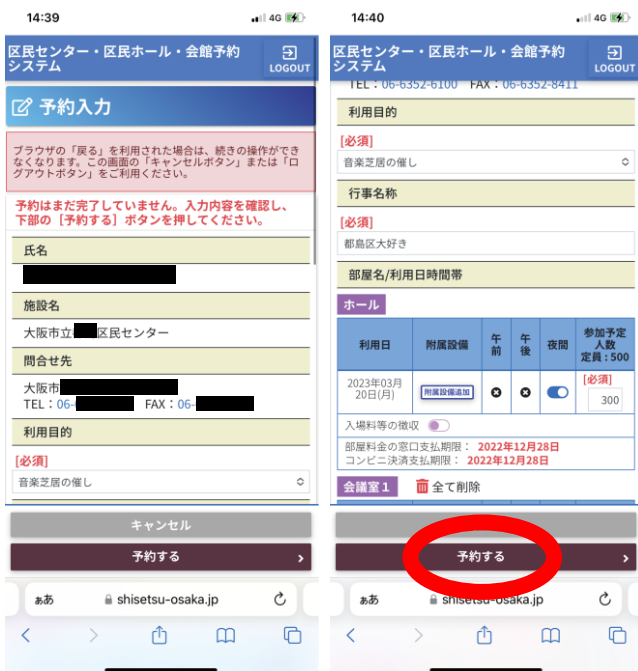 14:39
4G
区民センター・区民ホール・会館予約
システム
LOGOUT
予約入力
ブラウザの「戻る」を利用された場合は、続きの操作ができ
なくなります。この画面の「キャンセルボタン」または「ロ
グアウトボタン」をご利用ください。
予約はまだ完了していません。入力内容を確認し、
下部の［予約する］ボタンを押してください。
氏名
施設名
大阪市立 区民センター
問合せ先
大阪市
TEL：06- FAX：06-
利用目的
[必須]
音楽芝居の催し
キャンセル
予約する
ぁあ
shisetsu-osaka.jp
14:40
4G
区民センター・区民ホール・会館予約
システム
LOGOUT
TEL：06-6352-6100 FAX：06-6352-8411
利用目的
[必須]
音楽芝居の催し
行事名称
[必須]
都島区大好き
部屋名/利用日時間帯
ホール
利用日 附属設備 午前 午後 夜間 参加予定人数 定員：500
2023年03月20日(月) 附属設備追加 [必須] 300
入場料等の徴収
部屋料金の窓口支払期限： 2022年12月28日
コンビニ決済支払期限： 2022年12月28日
会議室１ 全て削除
予約する
ぁあ
shisetsu-osaka.jp